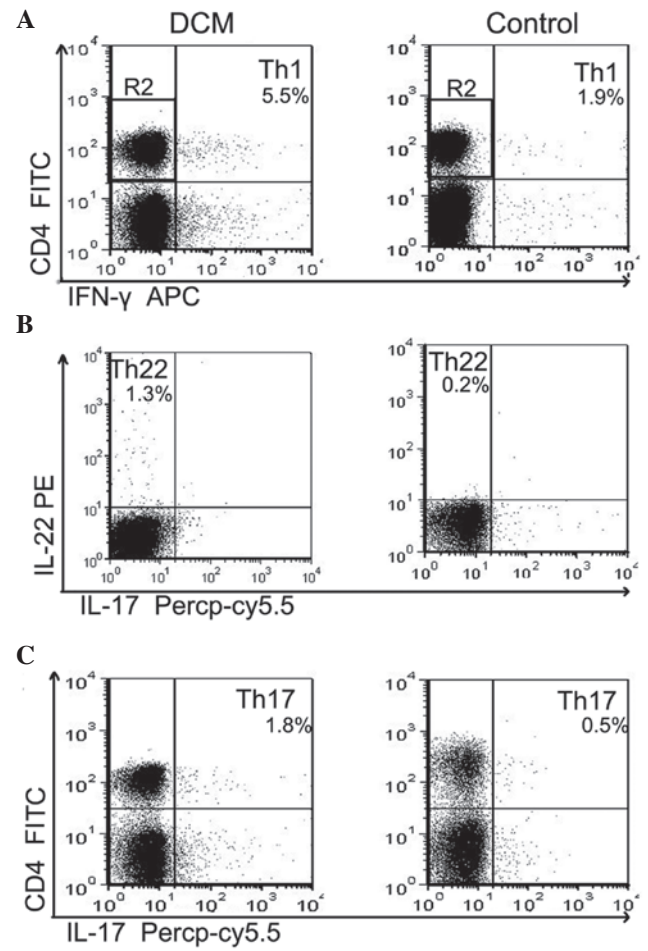 A
DCM
Control
CD4 FITC
10⁴
10³
10²
10¹
10⁰
R2
Th1
5.5%
10⁰ 10¹ 10² 10³ 10⁴
10⁴
10³
10²
10¹
10⁰
R2
Th1
1.9%
10⁰ 10¹ 10² 10³ 10⁴
IFN-γ APC
B
IL-22 PE
10⁴
10³
10²
10¹
10⁰
Th22
1.3%
10⁰ 10¹ 10² 10³ 10⁴
10⁴
10³
10²
10¹
10⁰
Th22
0.2%
10⁰ 10¹ 10² 10³ 10⁴
IL-17 Percp-cy5.5
C
CD4 FITC
10⁴
10³
10²
10¹
10⁰
Th17
1.8%
10⁰ 10¹ 10² 10³ 10⁴
10⁴
10³
10²
10¹
10⁰
Th17
0.5%
10⁰ 10¹ 10² 10³ 10⁴
IL-17 Percp-cy5.5